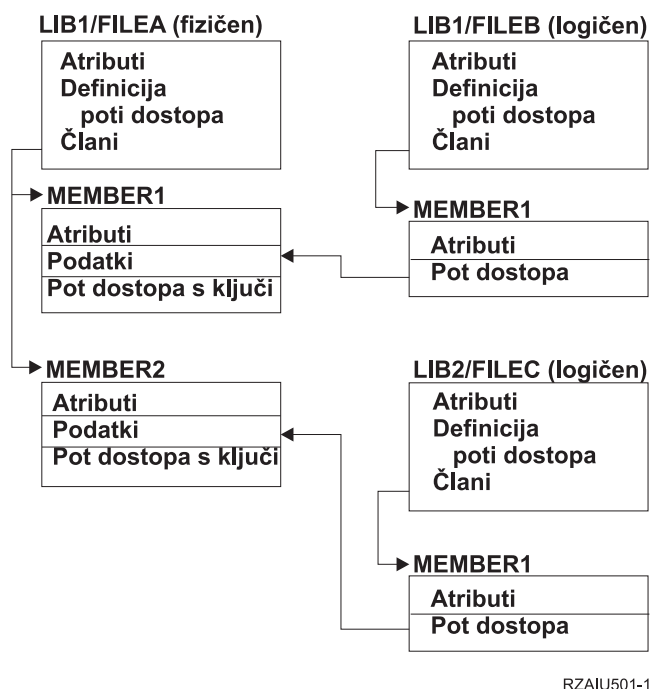 LIB1/FILEA (fizičen)
Atributi
Definicija
poti dostopa
Člani
MEMBER1
Atributi
Podatki
Pot dostopa s ključi
MEMBER2
Atributi
Podatki
Pot dostopa s ključi
LIB1/FILEB (logičen)
Atributi
Definicija
poti dostopa
Člani
MEMBER1
Atributi
Pot dostopa
LIB2/FILEC (logičen)
Atributi
Definicija
poti dostopa
Člani
MEMBER1
Atributi
Pot dostopa
RZAIU501-1